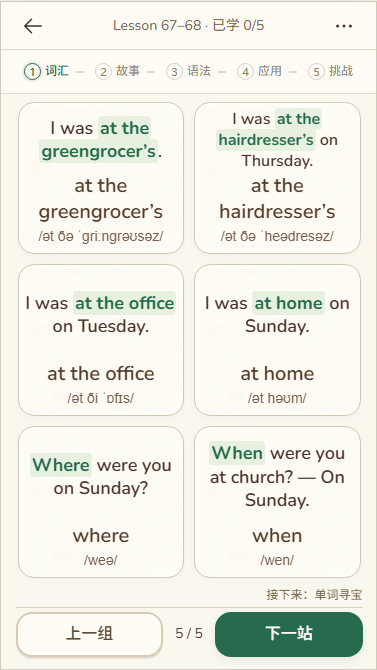 Lesson 67–68 · 已学 0/5
1 词汇 – 2 故事 – 3 语法 – 4 应用 – 5 挑战
I was at the
greengrocer's.
at the
greengrocer's
/ət ðə ˈɡriːnɡrəʊsəz/
I was at the
hairdresser's on
Thursday.
at the
hairdresser's
/ət ðə ˈheədresəz/
I was at the office
on Tuesday.
at the office
/ət ði ˈɒfɪs/
I was at home on
Sunday.
at home
/ət həʊm/
Where were you
on Sunday?
where
/weə/
When were you
at church? — On
Sunday.
when
/wen/
接下来：单词寻宝
上一组
5 / 5
下一站